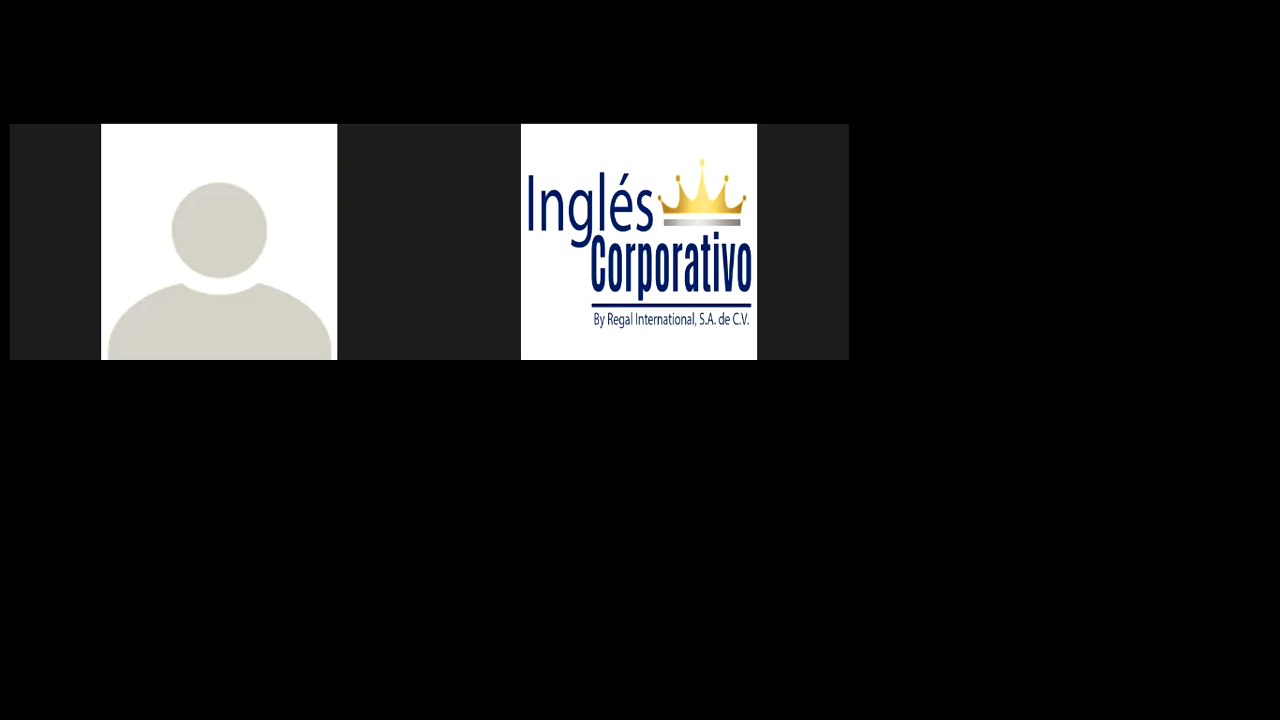 Inglés
Corporativo
By Regal International, S.A. de C.V.